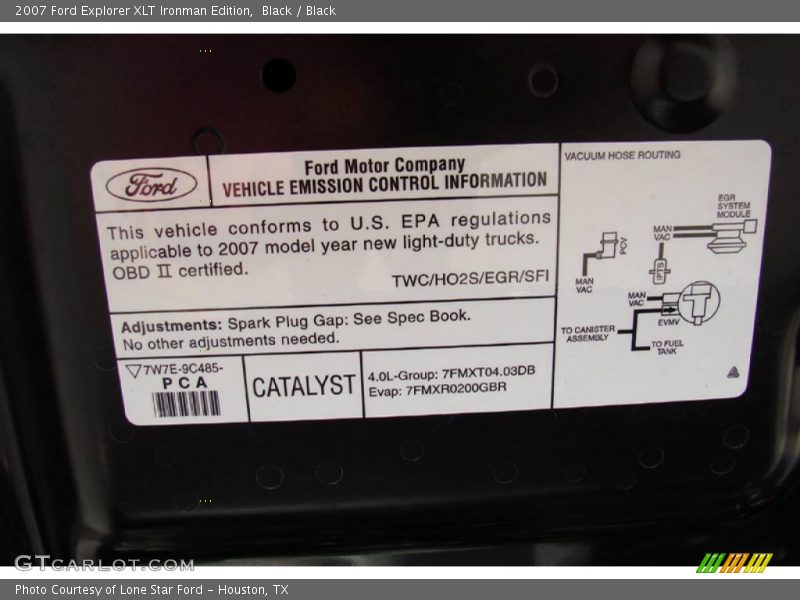 2007 Ford Explorer XLT Ironman Edition,  Black / Black
Ford
Ford Motor Company
VEHICLE EMISSION CONTROL INFORMATION
This vehicle conforms to U.S. EPA regulations
applicable to 2007 model year new light-duty trucks.
OBD II certified.
TWC/HO2S/EGR/SFI
Adjustments: Spark Plug Gap: See Spec Book.
No other adjustments needed.
7W7E-9C485-
PCA
CATALYST
4.0L-Group: 7FMXT04.03DB
Evap: 7FMXR0200GBR
VACUUM HOSE ROUTING
EGR
SYSTEM
MODULE
MAN
VAC
PCV
FTS
MAN
VAC
MAN
VAC
EVMV
TO CANISTER
ASSEMBLY
TO FUEL
TANK
GTCARLOT.COM
Photo Courtesy of Lone Star Ford - Houston, TX